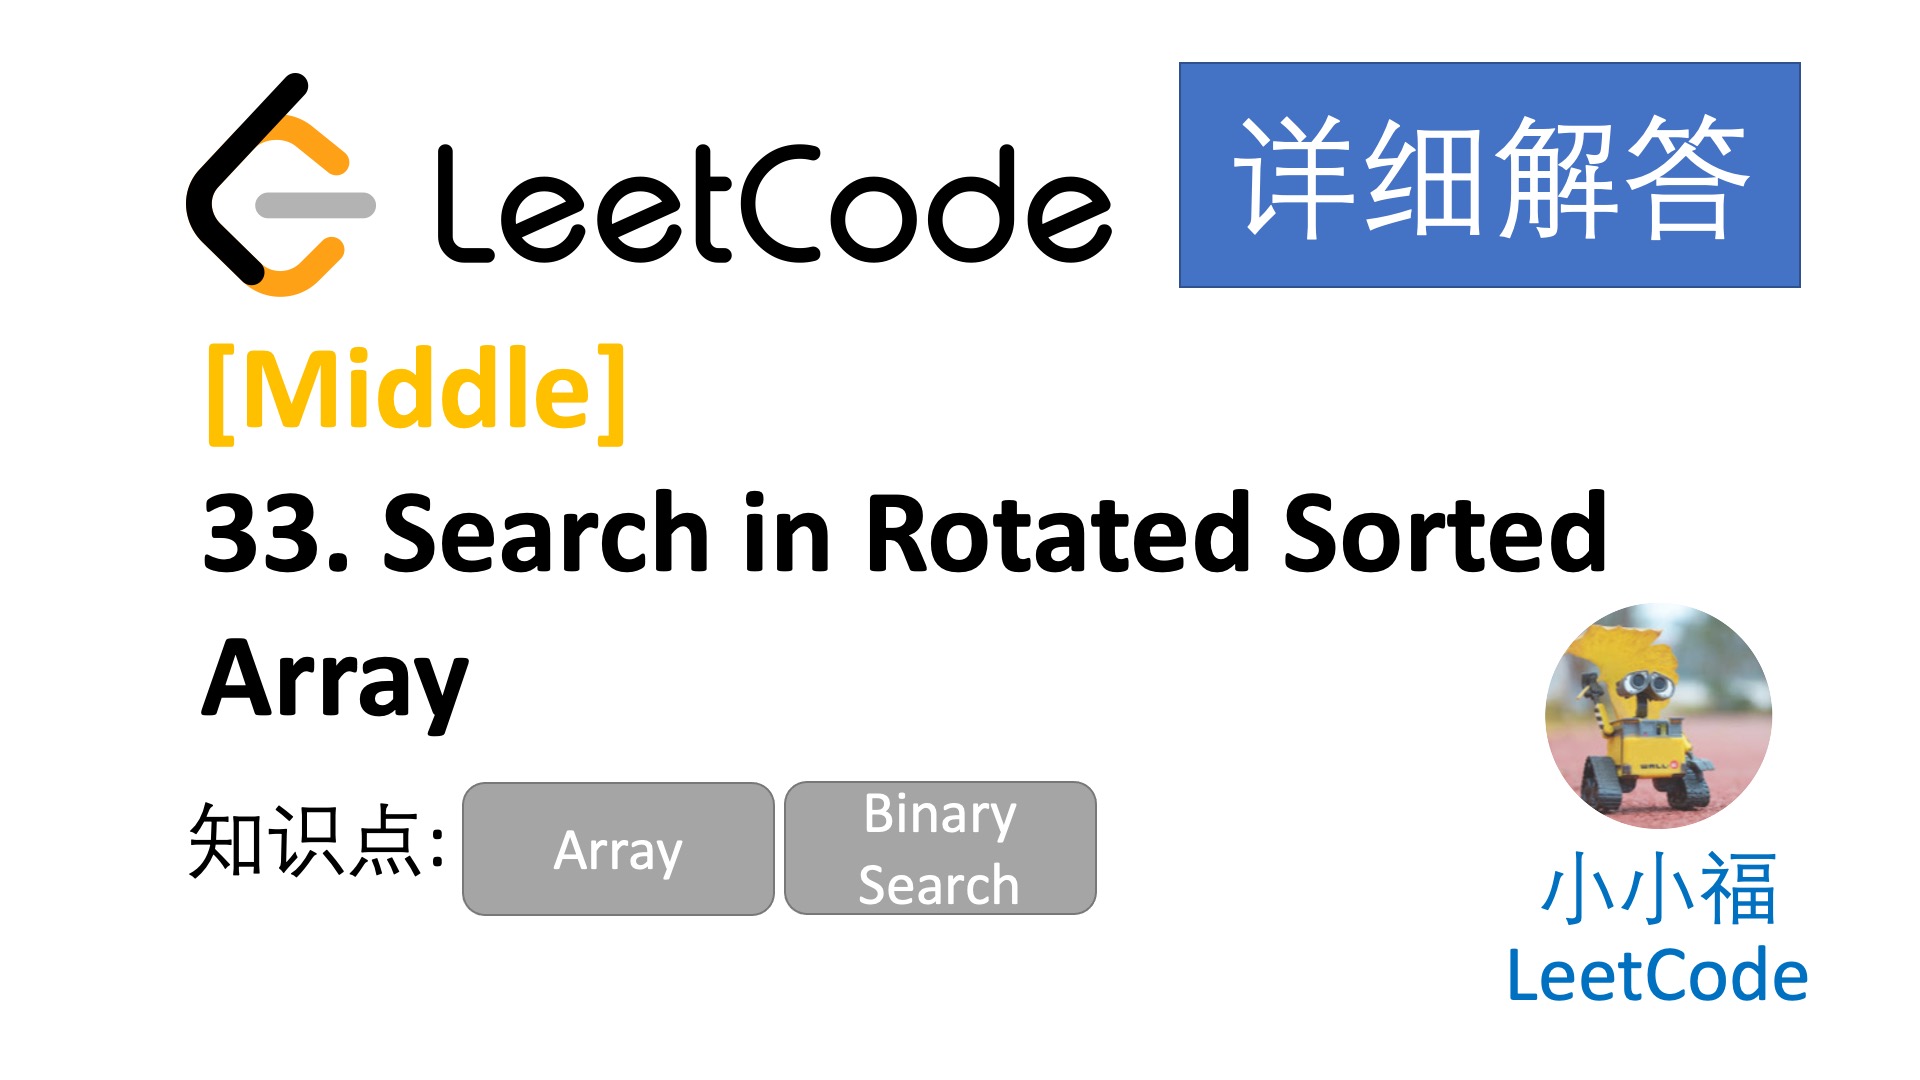 LeetCode
详细解答
[Middle]
33. Search in Rotated Sorted
Array
知识点:
Array
Binary
Search
WALL-E
小小福
LeetCode